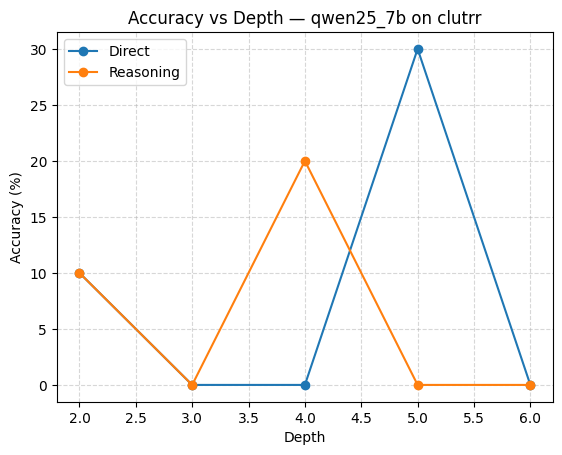 Accuracy vs Depth — qwen25_7b on clutrr
Direct
Reasoning
Accuracy (%)
30
25
20
15
10
5
0
2.0 2.5 3.0 3.5 4.0 4.5 5.0 5.5 6.0
Depth